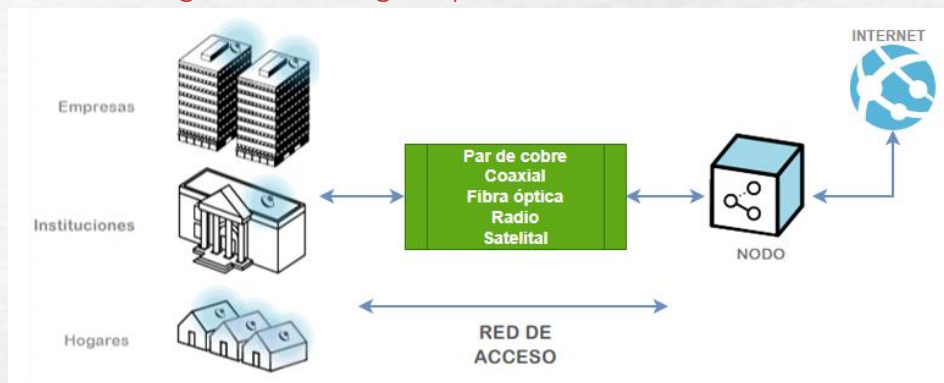 Empresas
Instituciones
Hogares
Par de cobre
Coaxial
Fibra óptica
Radio
Satelital
RED DE
ACCESO
NODO
INTERNET